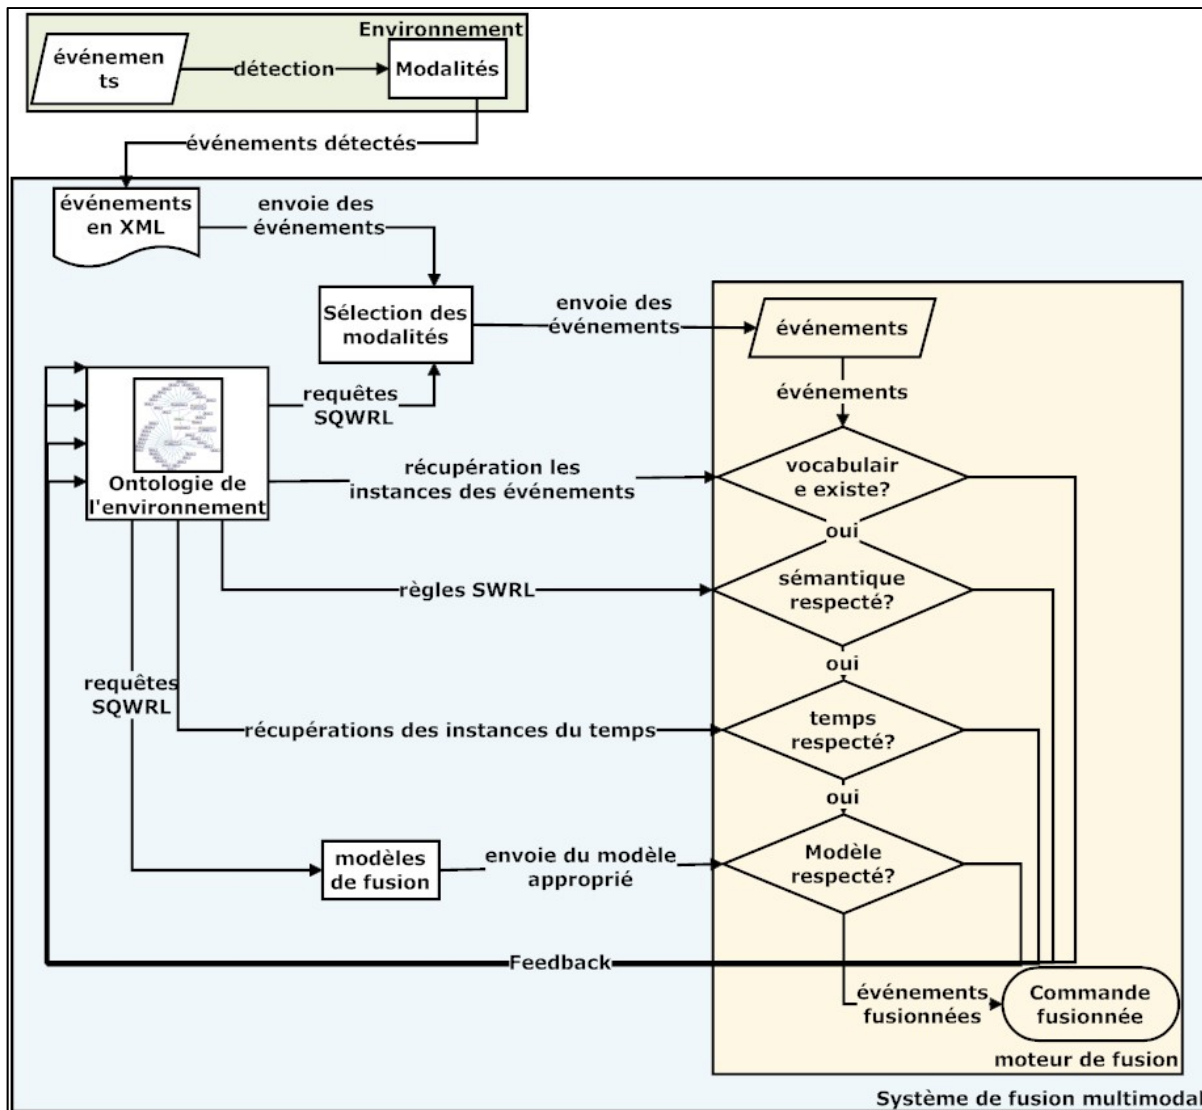 Environnement
événemen
ts
détection
Modalités
événements détectés
événements
en XML
envoie des
événements
Sélection des
modalités
envoie des
événements
événements
événements
requêtes
SQWRL
Ontologie de
l'environnement
récupération les
instances des événements
vocabulair
e existe?
oui
règles SWRL
sémantique
respecté?
oui
requêtes
SQWRL
récupérations des instances du temps
temps
respecté?
oui
modèles
de fusion
envoie du modèle
approprié
Modèle
respecté?
Feedback
événements
fusionnées
Commande
fusionnée
moteur de fusion
Système de fusion multimodal